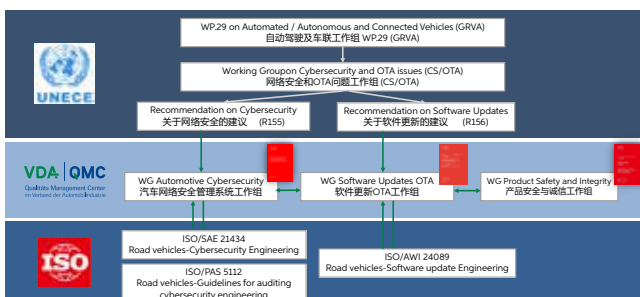 WP.29 on Automated / Autonomous and Connected Vehicles (GRVA)
自动驾驶及车联工作组 WP.29 (GRVA)
UNECE
Working Groupon Cybersecurity and OTA issues (CS/OTA)
网络安全和OTA问题工作组 (CS/OTA)
Recommendation on Cybersecurity
关于网络安全的建议 (R155)
Recommendation on Software Updates
关于软件更新的建议 (R156)
VDA QMC
Qualitäts Management Center
im Verband der Automobilindustrie
WG Automotive Cybersecurity
汽车网络安全管理系统工作组
WG Software Updates OTA
软件更新OTA工作组
WG Product Safety and Integrity
产品安全与诚信工作组
ISO
ISO/SAE 21434
Road vehicles-Cybersecurity Engineering
ISO/PAS 5112
Road vehicles-Guidelines for auditing
cybersecurity engineering
ISO/AWI 24089
Road vehicles-Software update Engineering